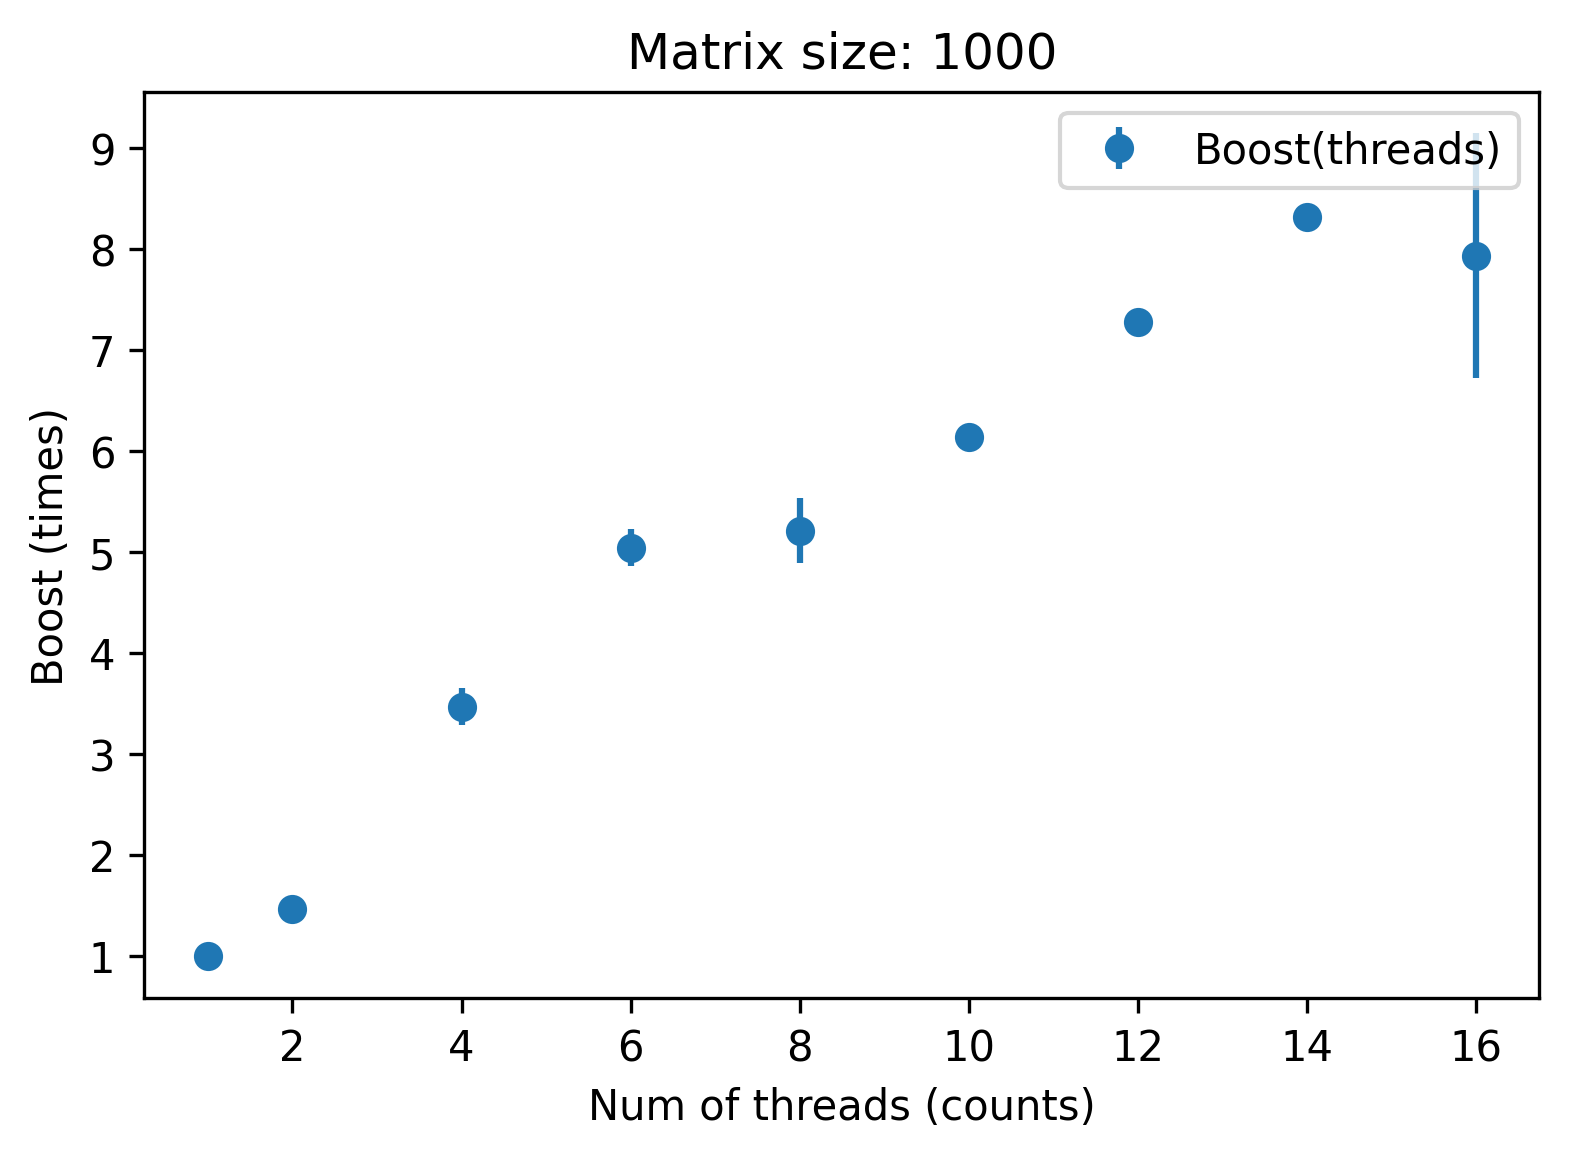 Matrix size: 1000
Boost(threads)
9
8
7
6
5
4
3
2
1
Boost (times)
2 4 6 8 10 12 14 16
Num of threads (counts)